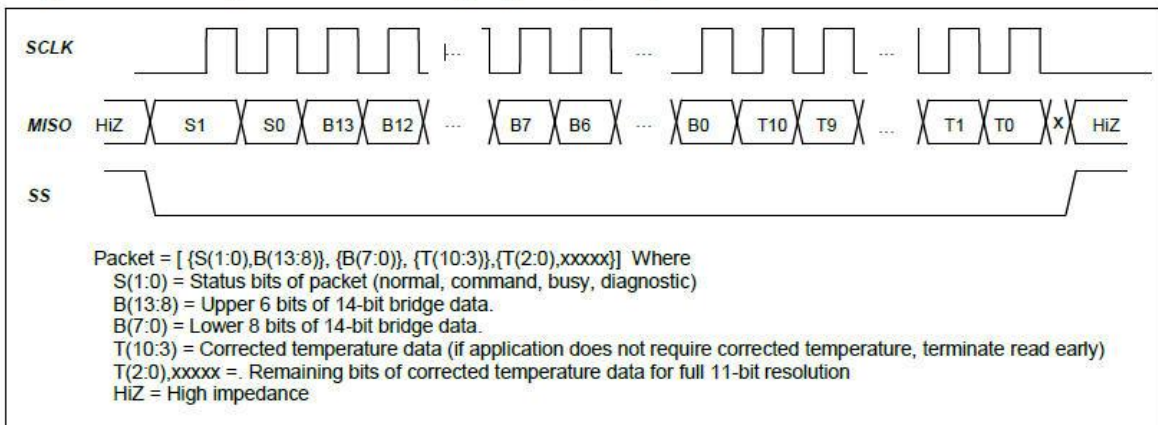 SCLK
... ... ...
MISO HiZ S1 S0 B13 B12 ... B7 B6 ... B0 T10 T9 ... T1 T0 X HiZ
SS
Packet = [ {S(1:0),B(13:8)}, {B(7:0)}, {T(10:3)},{T(2:0),xxxxx}] Where
S(1:0) = Status bits of packet (normal, command, busy, diagnostic)
B(13:8) = Upper 6 bits of 14-bit bridge data.
B(7:0) = Lower 8 bits of 14-bit bridge data.
T(10:3) = Corrected temperature data (if application does not require corrected temperature, terminate read early)
T(2:0),xxxxx =. Remaining bits of corrected temperature data for full 11-bit resolution
HiZ = High impedance